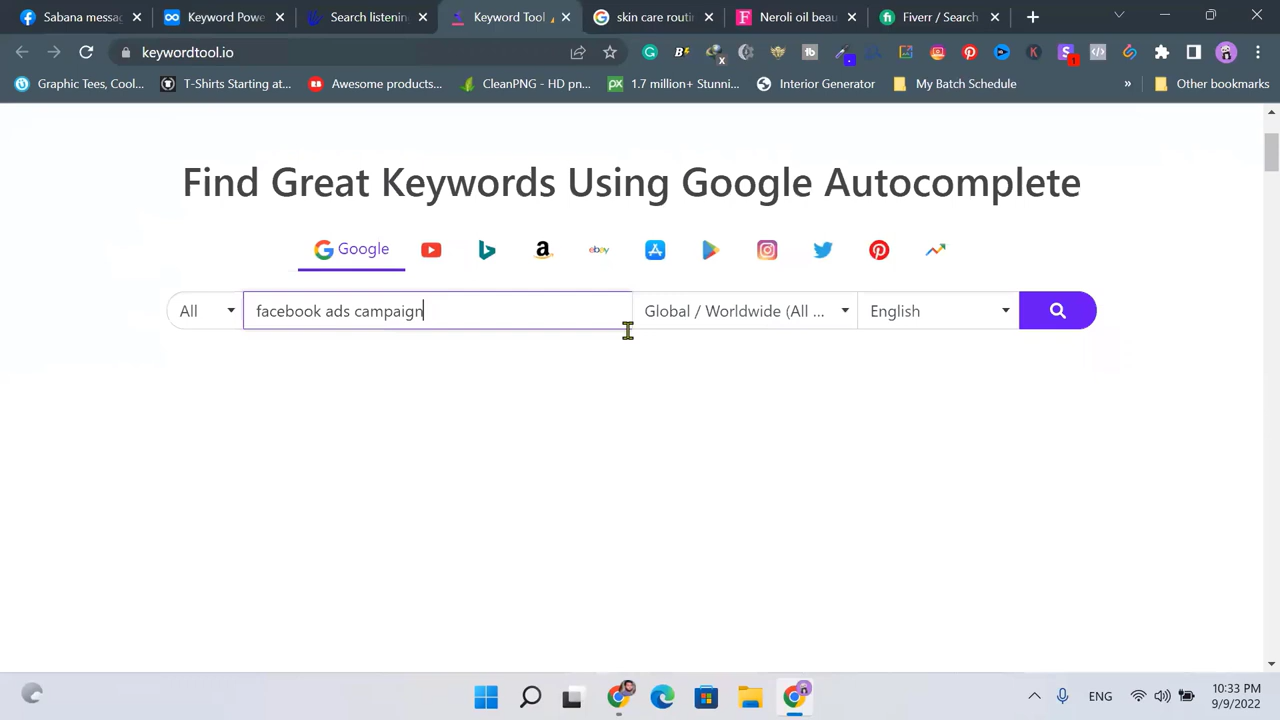 Sabana messag
Keyword Powe
Search listenin
Keyword Tool
skin care routi
Neroli oil beau
Fiverr / Search
keywordtool.io
Graphic Tees, Cool...
T-Shirts Starting at...
Awesome products...
CleanPNG - HD pn...
1.7 million+ Stunni...
Interior Generator
My Batch Schedule
»
Other bookmarks
Find Great Keywords Using Google Autocomplete
Google
All
facebook ads campaign
Global / Worldwide (All ...
English
ENG
10:33 PM
9/9/2022